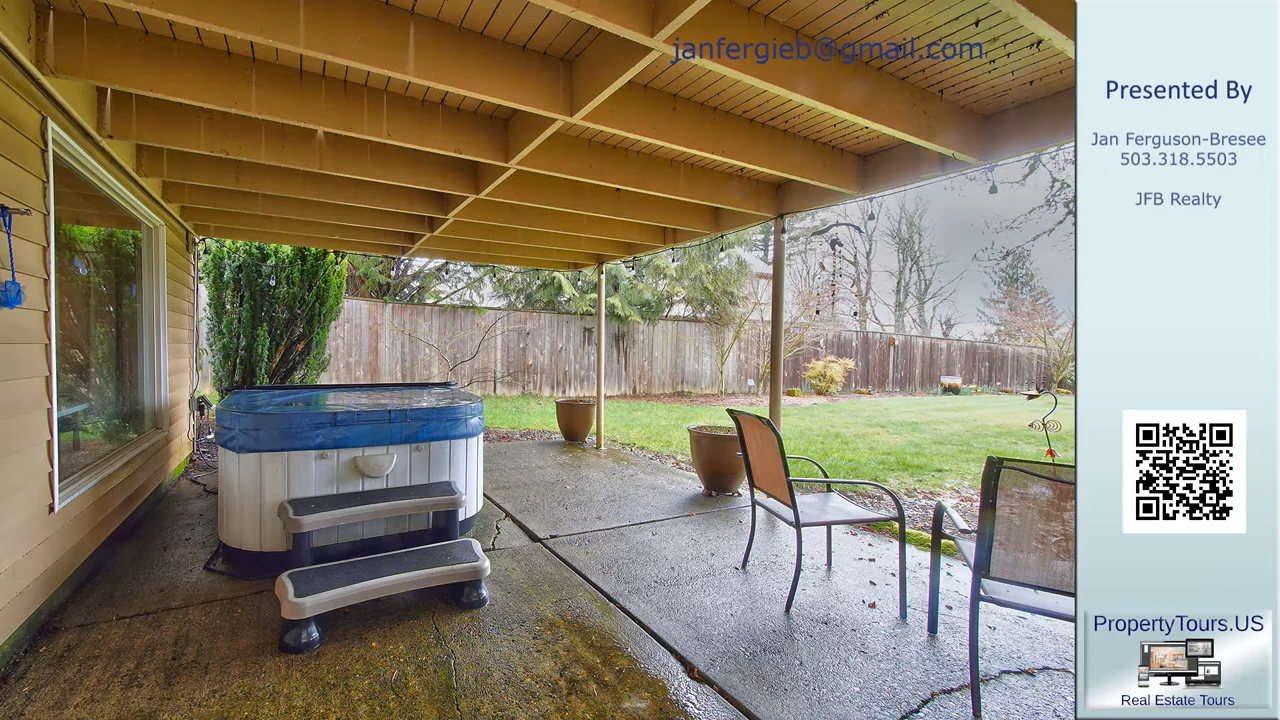 janfergieb@gmail.com
Presented By
Jan Ferguson-Bresee
503.318.5503
JFB Realty
PropertyTours.US
Real Estate Tours